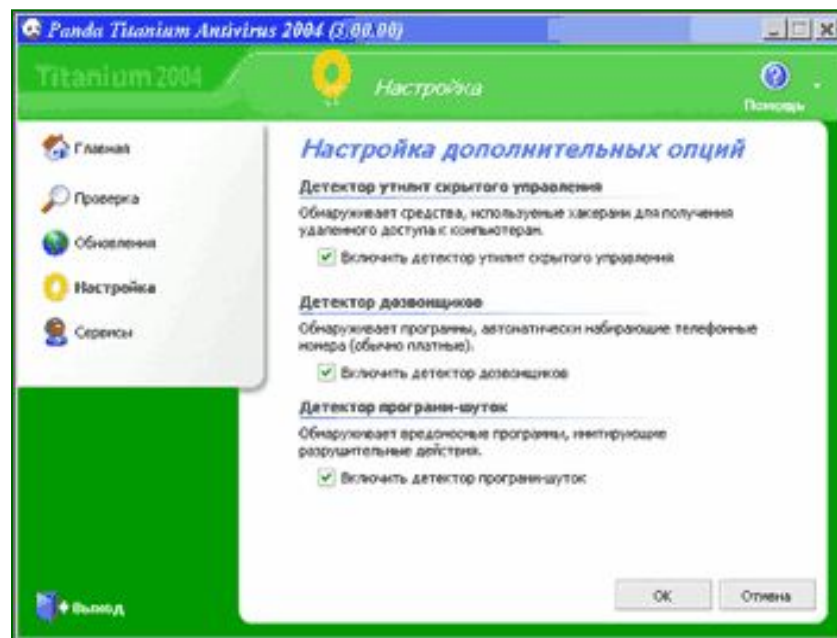 Panda Titanium Antivirus 2004 (3.00.00)
Titanium 2004
Настройка
Помощь
Главная
Проверка
Обновления
Настройка
Сервисы
Выход
Настройка дополнительных опций
Детектор утилит скрытого управления
Обнаруживает средства, используемые хакерами для получения
удаленного доступа к компьютерам.
Включить детектор утилит скрытого управления
Детектор дозвонщиков
Обнаруживает программы, автоматически набирающие телефонные
номера (обычно платные).
Включить детектор дозвонщиков
Детектор программ-шуток
Обнаруживает вредоносные программы, имитирующие
разрушительные действия.
Включить детектор программ-шуток
OK
Отмена